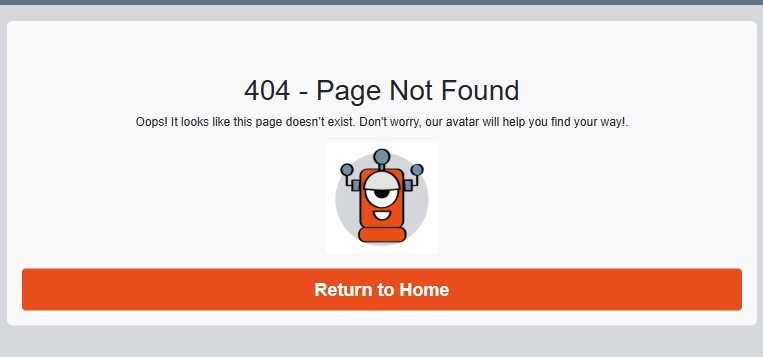 404 - Page Not Found
Oops! It looks like this page doesn't exist. Don't worry, our avatar will help you find your way!.
Return to Home